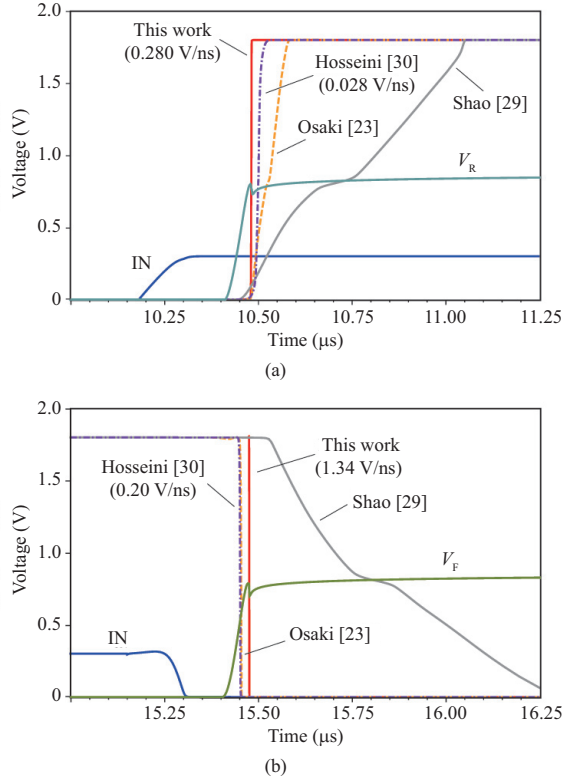 2.0
1.5
1.0
0.5
0
Voltage (V)
This work
(0.280 V/ns)
Hosseini [30]
(0.028 V/ns)
Osaki [23]
Shao [29]
VR
IN
10.25
10.50
10.75
11.00
11.25
Time (μs)
(a)
2.0
1.5
1.0
0.5
0
Voltage (V)
Hosseini [30]
(0.20 V/ns)
This work
(1.34 V/ns)
Shao [29]
VF
IN
Osaki [23]
15.25
15.50
15.75
16.00
16.25
Time (μs)
(b)